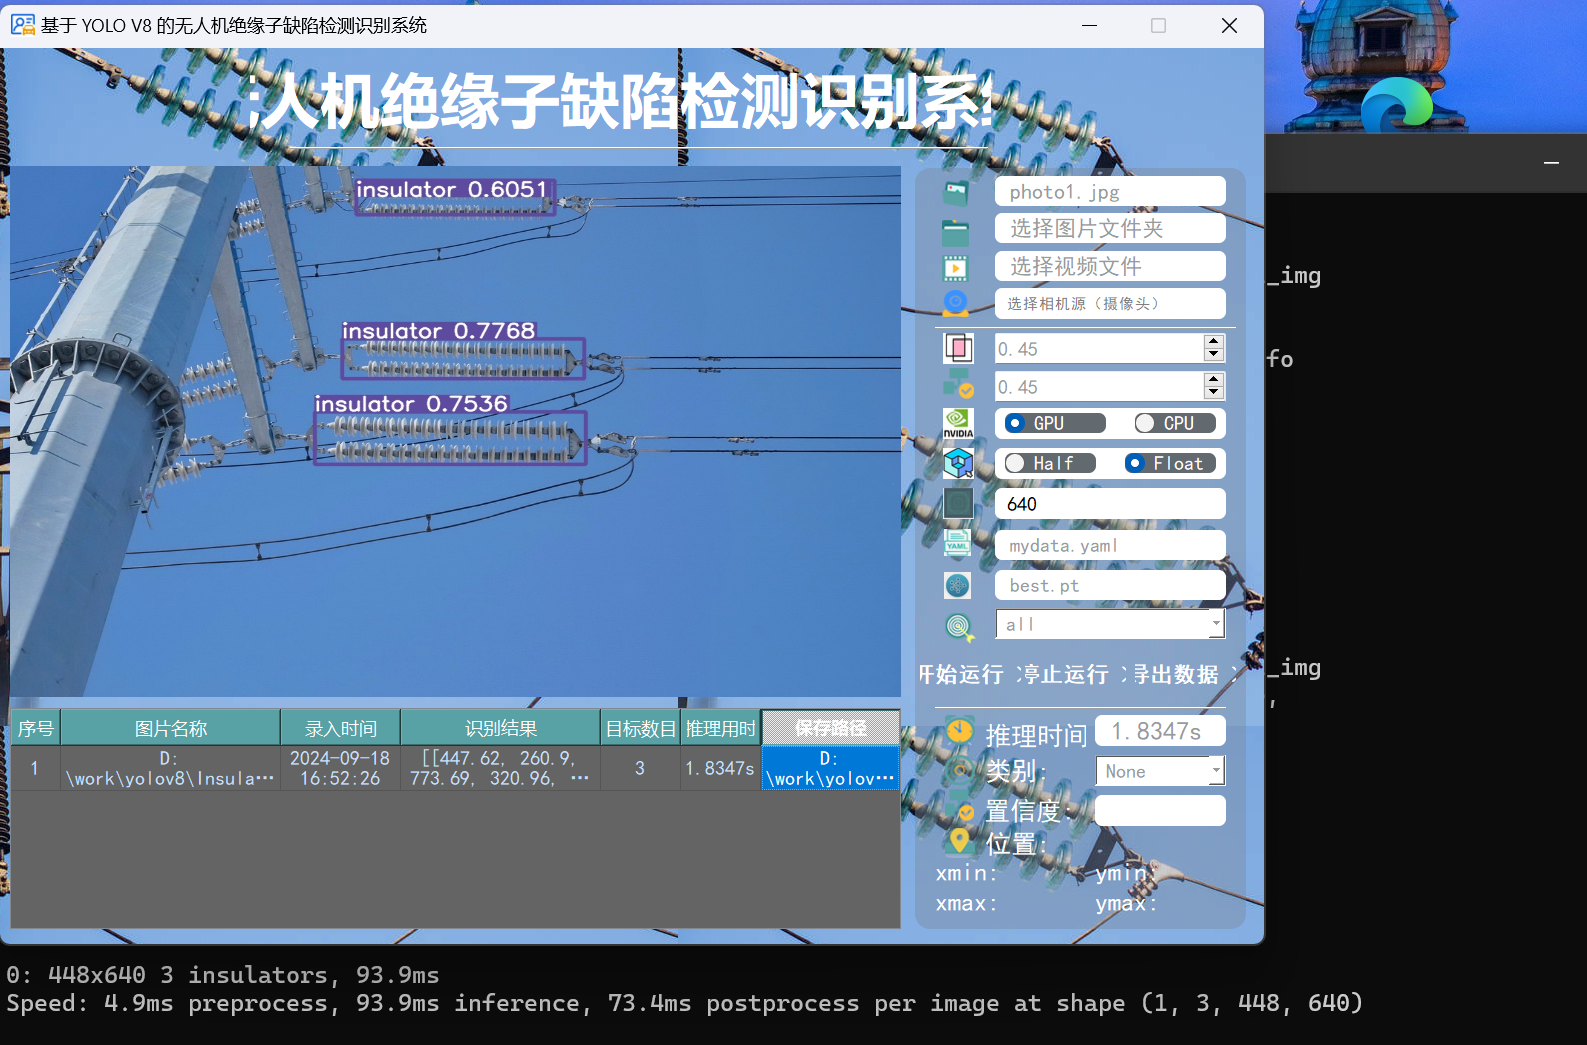 基于 YOLO V8 的无人机绝缘子缺陷检测识别系统
人机绝缘子缺陷检测识别系
insulator 0.6051
insulator 0.7768
insulator 0.7536
photo1.jpg
选择图片文件夹
选择视频文件
选择相机源（摄像头）
0.45
0.45
NVIDIA
GPU CPU
Half Float
640
YAML
mydata.yaml
best.pt
all
开始运行 停止运行 导出数据
序号 图片名称 录入时间 识别结果 目标数目 推理用时 保存路径
1 D:\work\yolov8\Insula… 2024-09-18 16:52:26 [[447.62, 260.9, 773.69, 320.96, … 3 1.8347s D:\work\yolov…
推理时间 1.8347s
类别: None
置信度:
位置:
xmin: ymin:
xmax: ymax:
_img
fo
_img
,
0: 448x640 3 insulators, 93.9ms
Speed: 4.9ms preprocess, 93.9ms inference, 73.4ms postprocess per image at shape (1, 3, 448, 640)